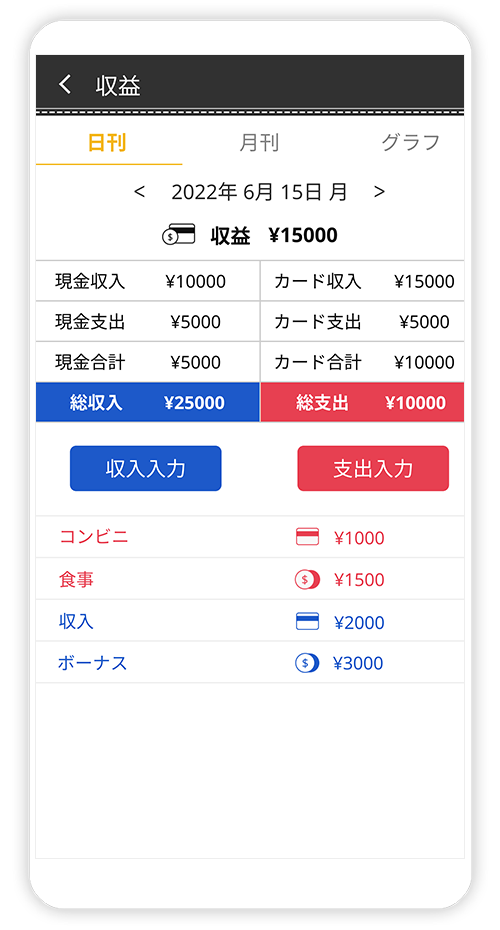 収益
日刊 月刊 グラフ
< 2022年 6月 15日 月 >
$ 収益 ¥15000
現金収入 ¥10000 カード収入 ¥15000
現金支出 ¥5000 カード支出 ¥5000
現金合計 ¥5000 カード合計 ¥10000
総収入 ¥25000 総支出 ¥10000
収入入力 支出入力
コンビニ ¥1000
食事 $ ¥1500
収入 ¥2000
ボーナス $ ¥3000